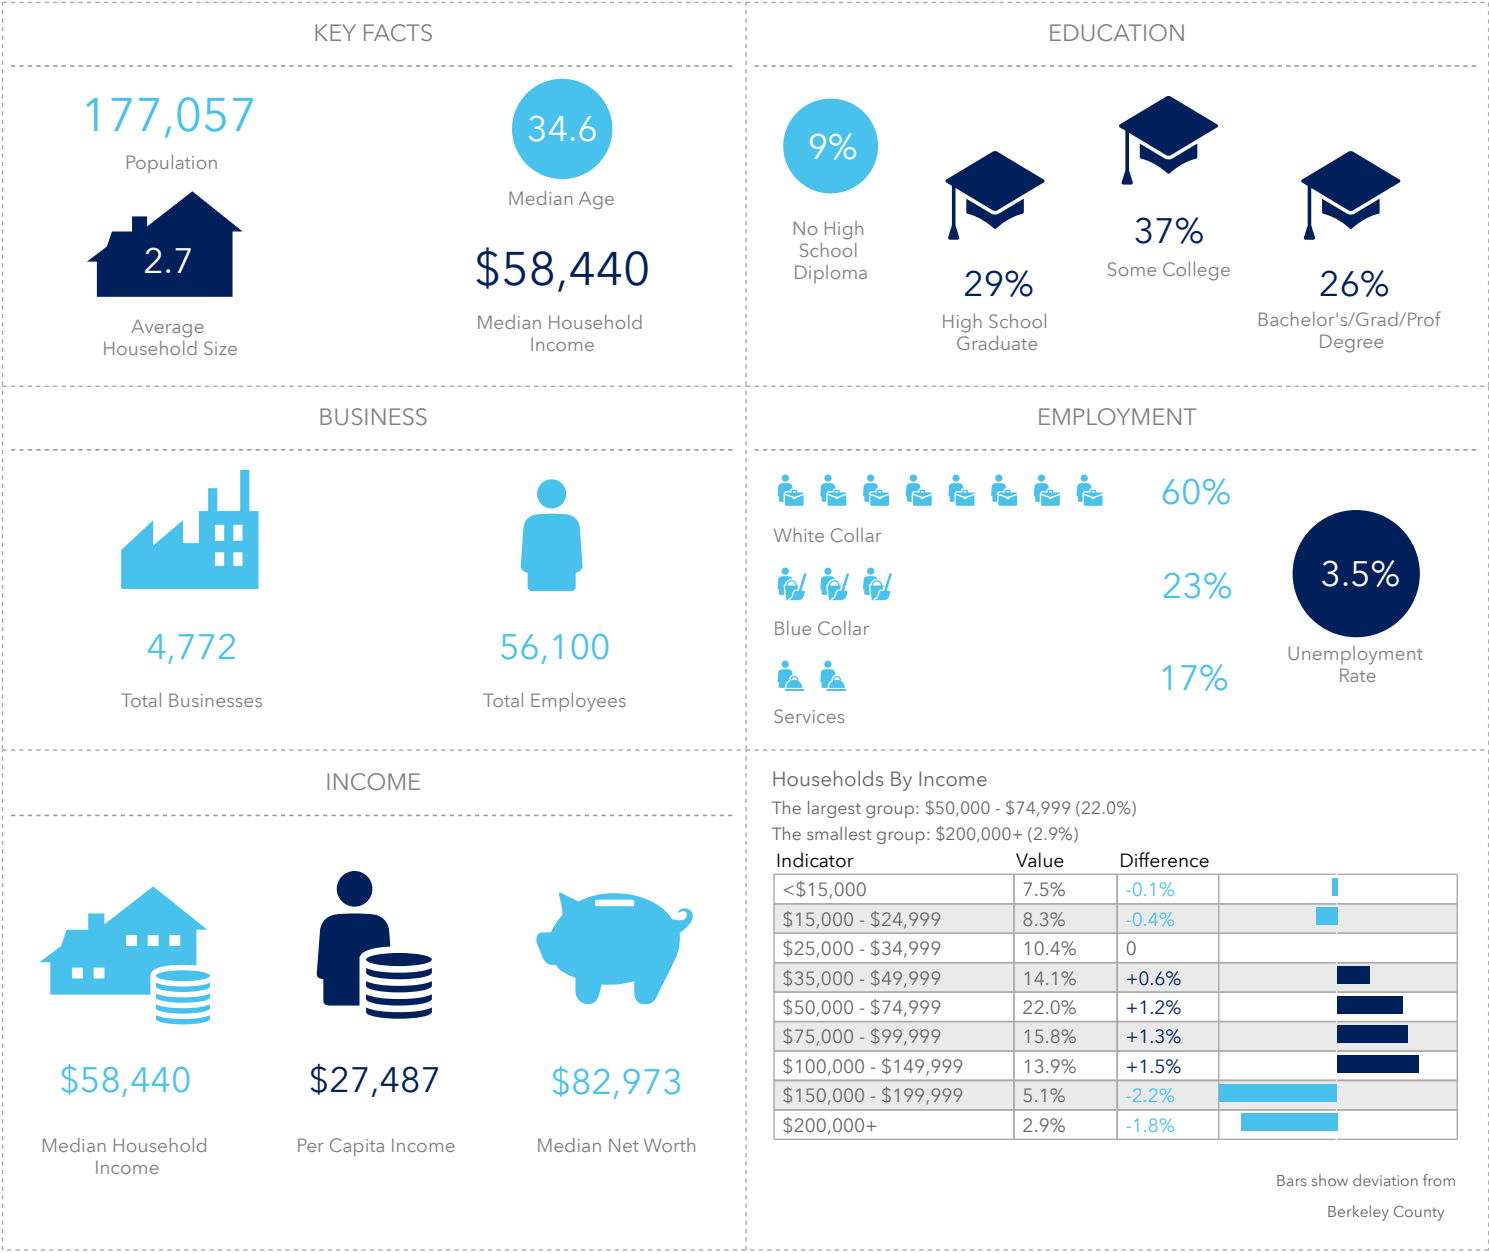 KEY FACTS
177,057
Population
34.6
Median Age
2.7
Average
Household Size
$58,440
Median Household
Income
EDUCATION
9%
No High
School
Diploma
29%
High School
Graduate
37%
Some College
26%
Bachelor's/Grad/Prof
Degree
BUSINESS
4,772
Total Businesses
56,100
Total Employees
EMPLOYMENT
60%
White Collar
23%
Blue Collar
17%
Services
3.5%
Unemployment
Rate
INCOME
$58,440
Median Household
Income
$27,487
Per Capita Income
$82,973
Median Net Worth
Households By Income
The largest group: $50,000 - $74,999 (22.0%)
The smallest group: $200,000+ (2.9%)
Indicator Value Difference
<$15,000 7.5% -0.1%
$15,000 - $24,999 8.3% -0.4%
$25,000 - $34,999 10.4% 0
$35,000 - $49,999 14.1% +0.6%
$50,000 - $74,999 22.0% +1.2%
$75,000 - $99,999 15.8% +1.3%
$100,000 - $149,999 13.9% +1.5%
$150,000 - $199,999 5.1% -2.2%
$200,000+ 2.9% -1.8%
Bars show deviation from
Berkeley County